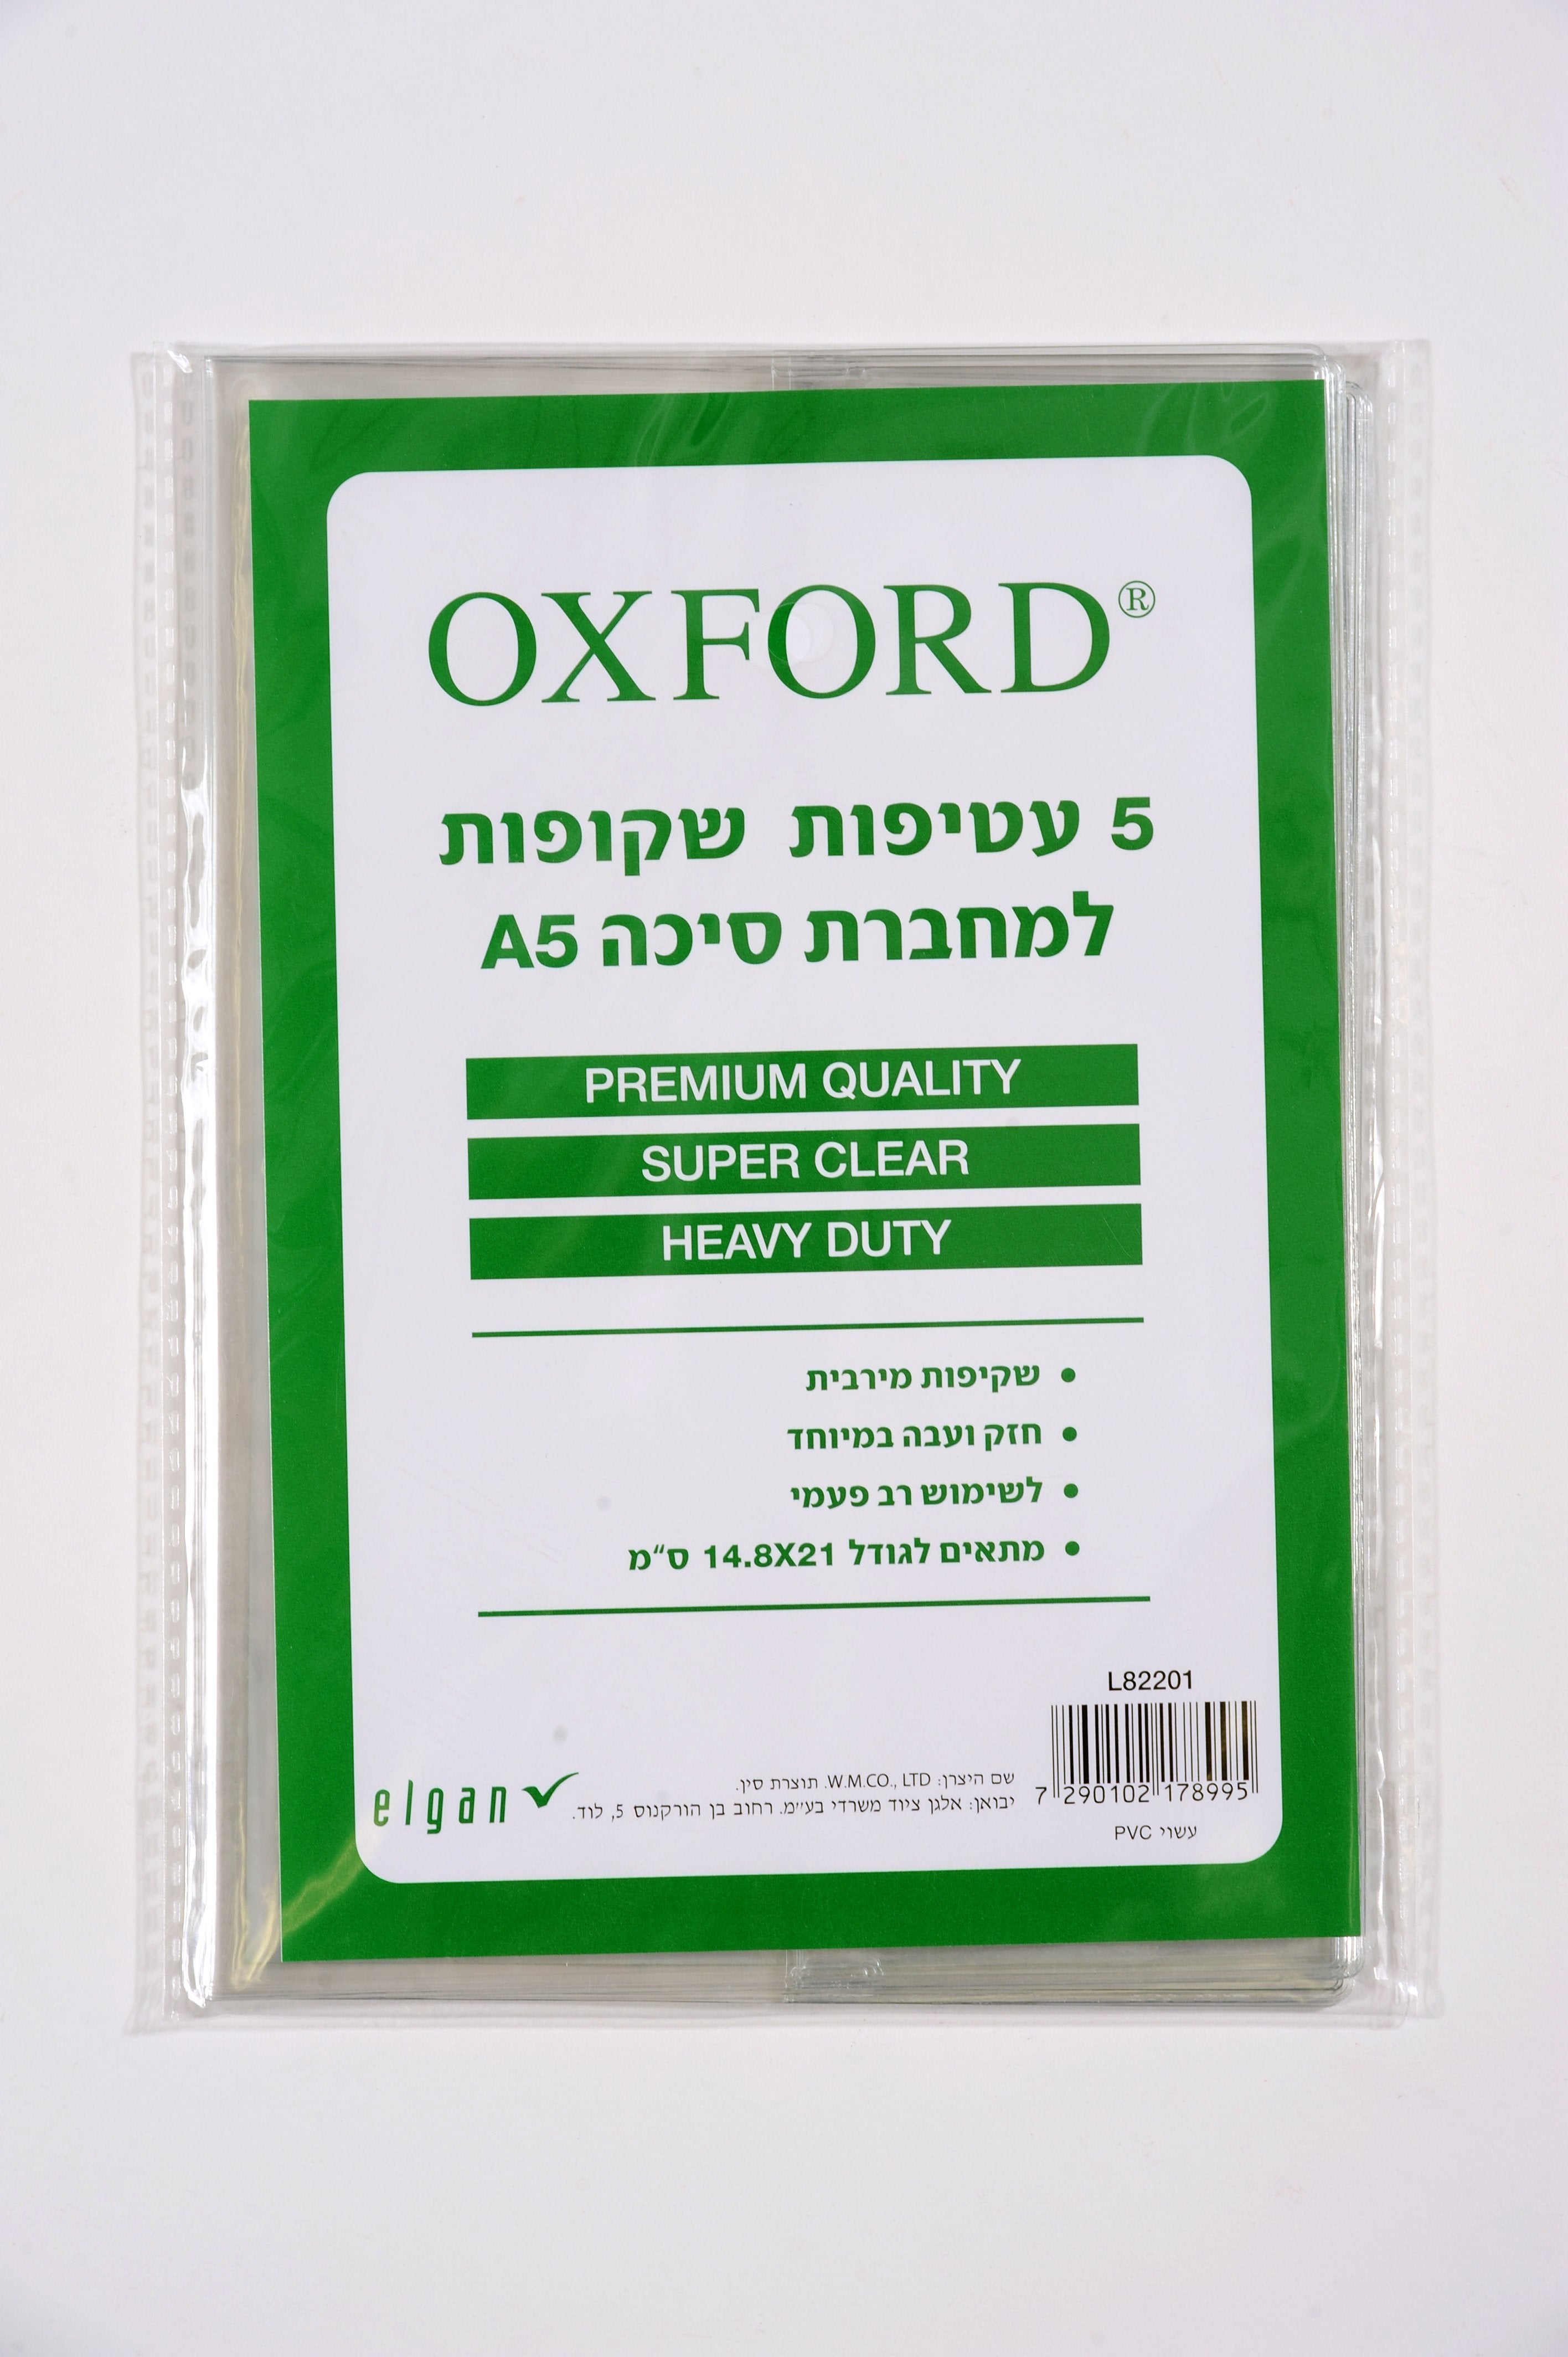 OXFORD®
5 עטיפות שקופות
למחברת סיכה A5
PREMIUM QUALITY
SUPER CLEAR
HEAVY DUTY
• שקיפות מירבית
• חזק ועבה במיוחד
• לשימוש רב פעמי
• מתאים לגודל 14.8X21 ס"מ
L82201
7 290102 178995
עשוי PVC
שם היצרן: W.M.CO., LTD. תוצרת סין.
יבואן: אלגן ציוד משרדי בע"מ. רחוב בן הורקנוס 5, לוד.
elgan